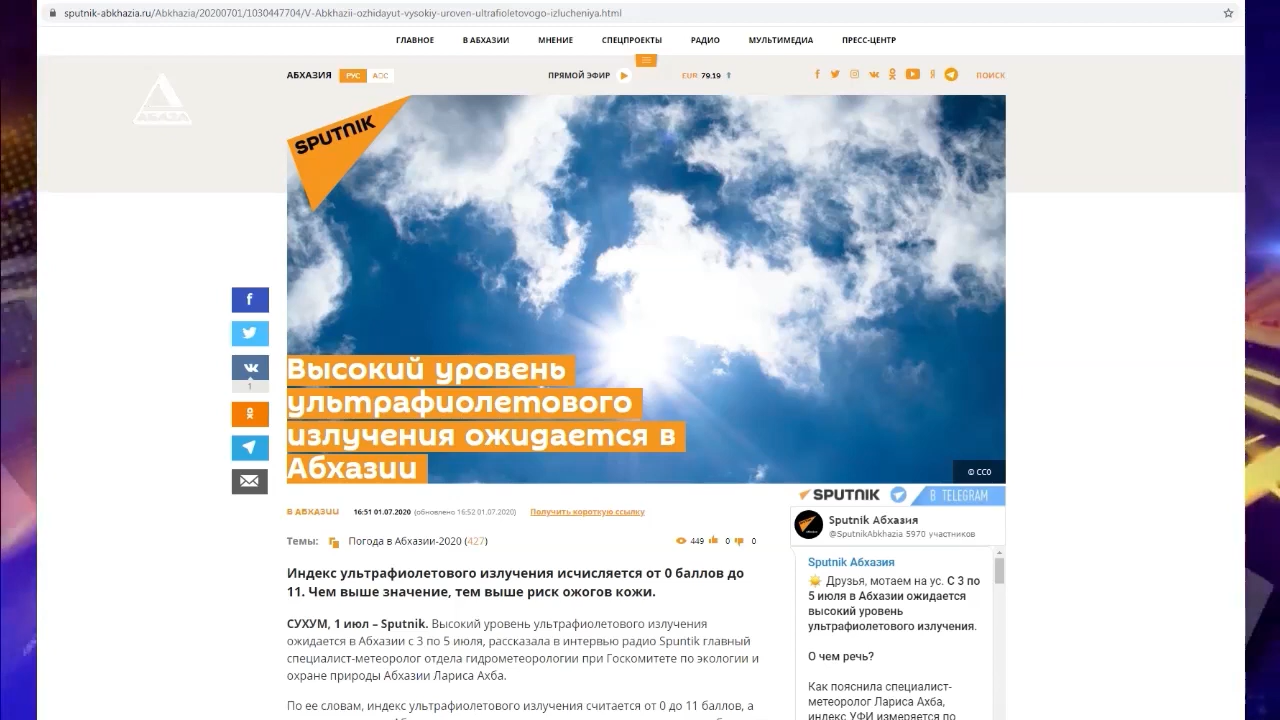 sputnik-abkhazia.ru/Abkhazia/20200701/1030447704/V-Abkhazii-ozhidayut-vysokiy-uroven-ultrafioletovogo-izlucheniya.html
ГЛАВНОЕ В АБХАЗИИ МНЕНИЕ СПЕЦПРОЕКТЫ РАДИО МУЛЬТИМЕДИА ПРЕСС-ЦЕНТР
АБХАЗИЯ РУС АԤС ПРЯМОЙ ЭФИР EUR 79.19 ПОИСК
АБАЗА
SPUTNIK
Высокий уровень
ультрафиолетового
излучения ожидается в
Абхазии
1
© CC0
SPUTNIK В TELEGRAM
В АБХАЗИИ 16:51 01.07.2020 (обновлено 16:52 01.07.2020) Получить короткую ссылку
Темы: Погода в Абхазии-2020 (427) 449 0 0
Sputnik Абхазия
@SputnikAbkhazia 5970 участников
Индекс ультрафиолетового излучения исчисляется от 0 баллов до
11. Чем выше значение, тем выше риск ожогов кожи.
СУХУМ, 1 июл – Sputnik. Высокий уровень ультрафиолетового излучения
ожидается в Абхазии с 3 по 5 июля, рассказала в интервью радио Spuntik главный
специалист-метеоролог отдела гидрометеорологии при Госкомитете по экологии и
охране природы Абхазии Лариса Ахба.
По ее словам, индекс ультрафиолетового излучения считается от 0 до 11 баллов, а
Sputnik Абхазия
Друзья, мотаем на ус. С 3 по
5 июля в Абхазии ожидается
высокий уровень
ультрафиолетового излучения.
О чем речь?
Как пояснила специалист-
метеоролог Лариса Ахба,
индекс УФИ измеряется по